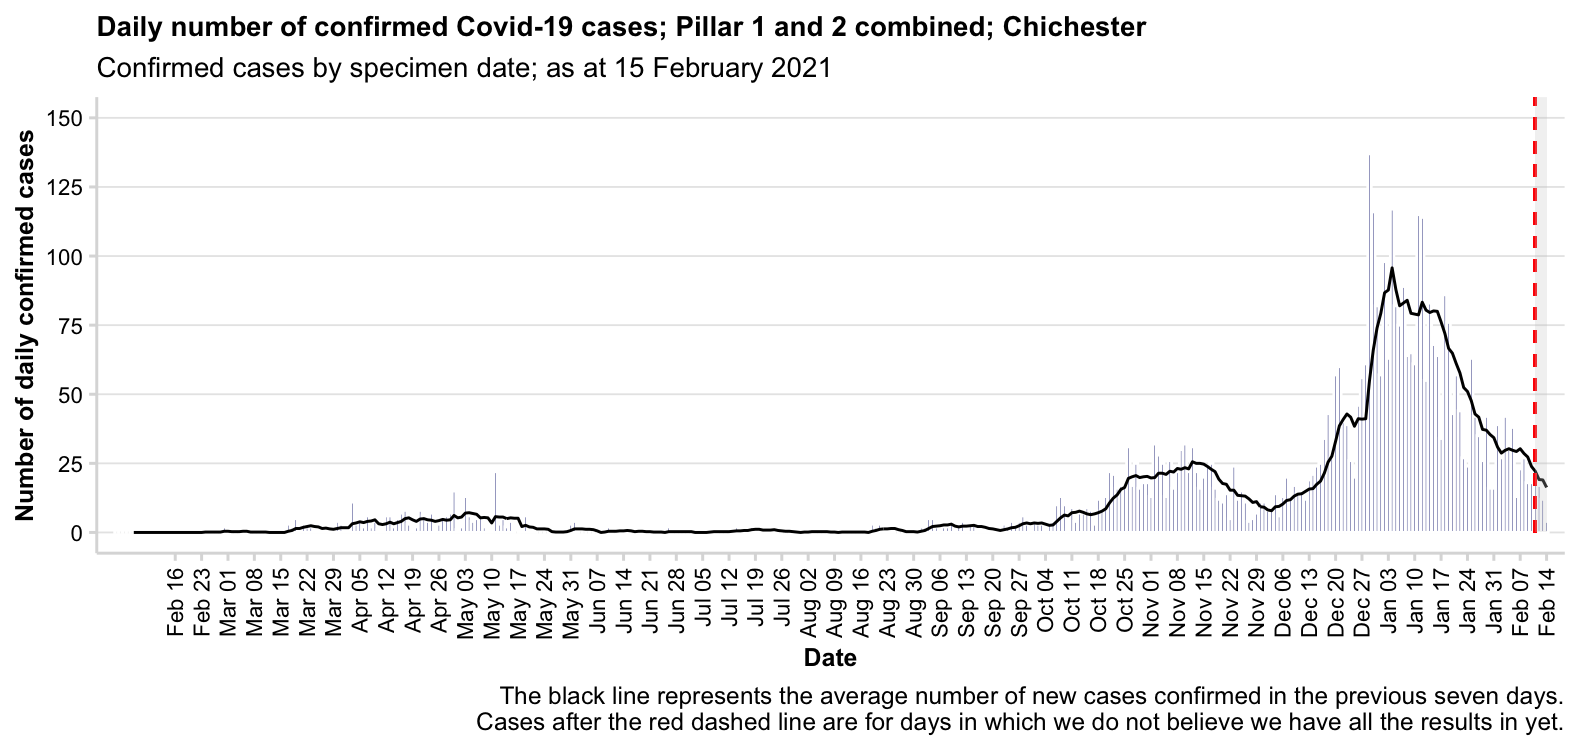 Daily number of confirmed Covid-19 cases; Pillar 1 and 2 combined; Chichester
Confirmed cases by specimen date; as at 15 February 2021
Number of daily confirmed cases
150
125
100
75
50
25
0
Feb 16
Feb 23
Mar 01
Mar 08
Mar 15
Mar 22
Mar 29
Apr 05
Apr 12
Apr 19
Apr 26
May 03
May 10
May 17
May 24
May 31
Jun 07
Jun 14
Jun 21
Jun 28
Jul 05
Jul 12
Jul 19
Jul 26
Aug 02
Aug 09
Aug 16
Aug 23
Aug 30
Sep 06
Sep 13
Sep 20
Sep 27
Oct 04
Oct 11
Oct 18
Oct 25
Nov 01
Nov 08
Nov 15
Nov 22
Nov 29
Dec 06
Dec 13
Dec 20
Dec 27
Jan 03
Jan 10
Jan 17
Jan 24
Jan 31
Feb 07
Feb 14
Date
The black line represents the average number of new cases confirmed in the previous seven days.
Cases after the red dashed line are for days in which we do not believe we have all the results in yet.